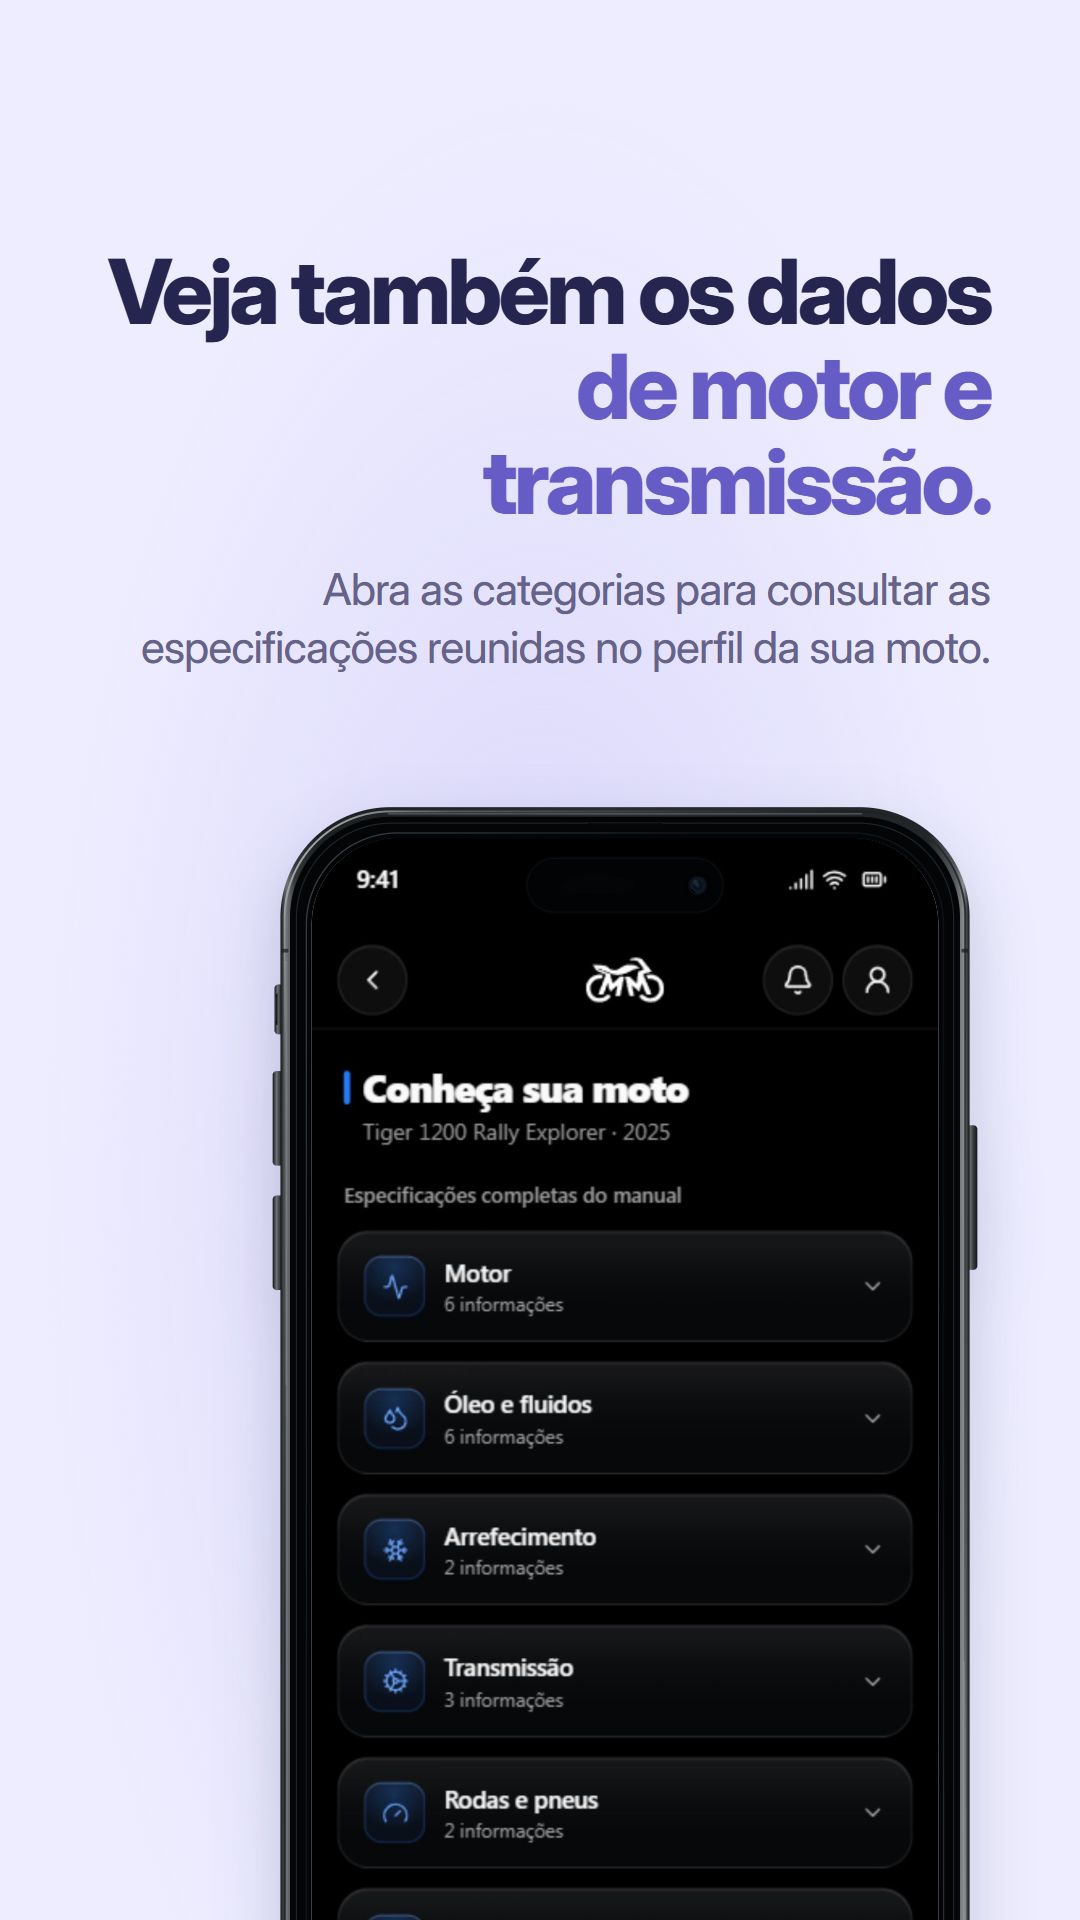 Veja também os dados
de motor e
transmissão.
Abra as categorias para consultar as
especificações reunidas no perfil da sua moto.
9:41
MM
Conheça sua moto
Tiger 1200 Rally Explorer · 2025
Especificações completas do manual
Motor
6 informações
Óleo e fluidos
6 informações
Arrefecimento
2 informações
Transmissão
3 informações
Rodas e pneus
2 informações